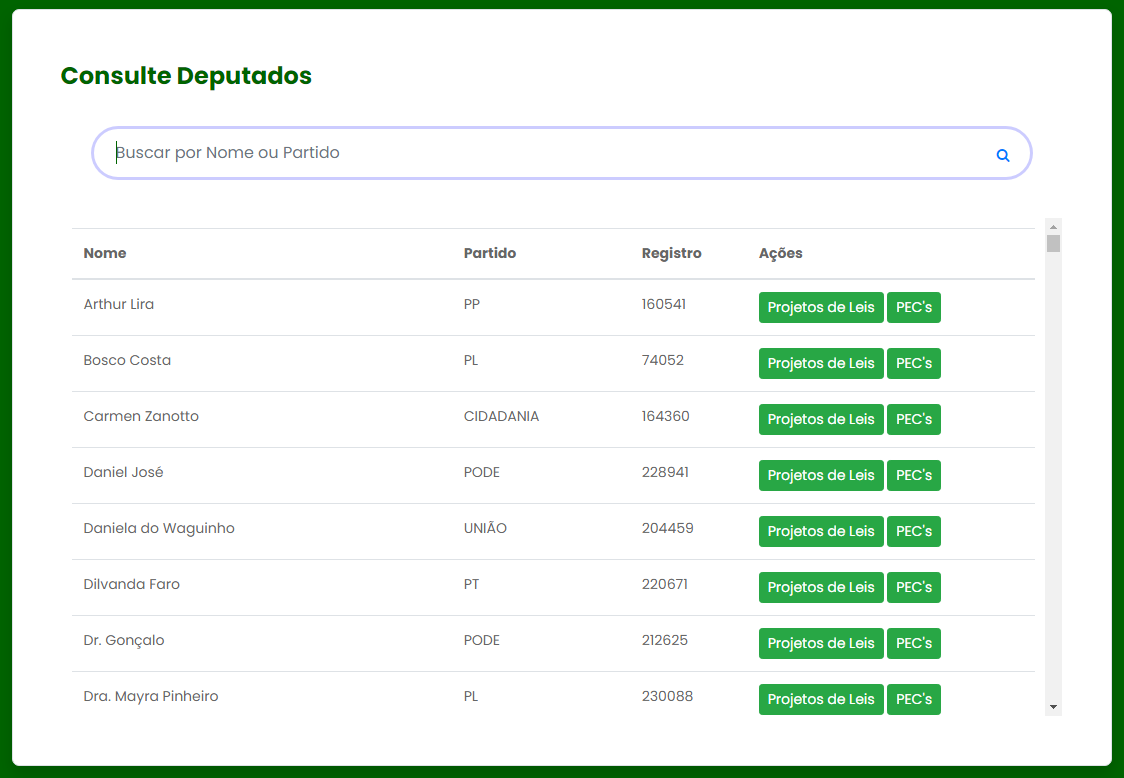 Consulte Deputados
Buscar por Nome ou Partido
Nome Partido Registro Ações
Arthur Lira PP 160541 Projetos de Leis PEC's
Bosco Costa PL 74052 Projetos de Leis PEC's
Carmen Zanotto CIDADANIA 164360 Projetos de Leis PEC's
Daniel José PODE 228941 Projetos de Leis PEC's
Daniela do Waguinho UNIÃO 204459 Projetos de Leis PEC's
Dilvanda Faro PT 220671 Projetos de Leis PEC's
Dr. Gonçalo PODE 212625 Projetos de Leis PEC's
Dra. Mayra Pinheiro PL 230088 Projetos de Leis PEC's